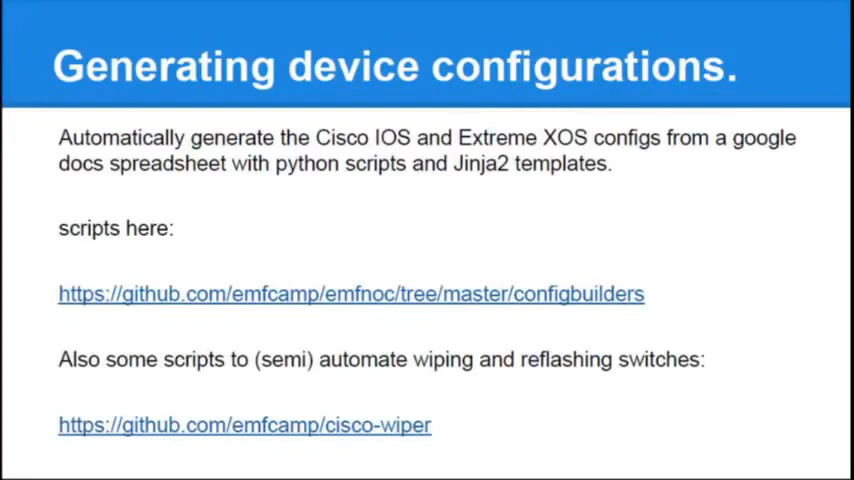 Generating device configurations.
Automatically generate the Cisco IOS and Extreme XOS configs from a google
docs spreadsheet with python scripts and Jinja2 templates.
scripts here:
https://github.com/emfcamp/emfnoc/tree/master/configbuilders
Also some scripts to (semi) automate wiping and reflashing switches:
https://github.com/emfcamp/cisco-wiper